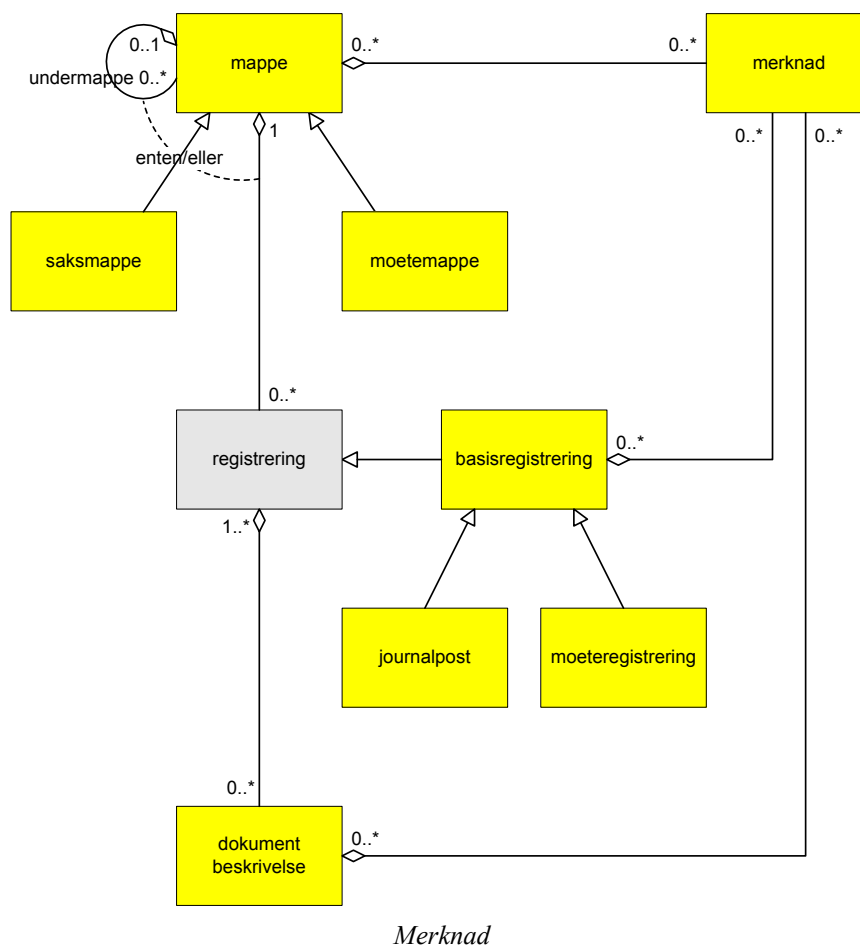 0..1
0..*
0..*
mappe
merknad
undermappe 0..*
1
0..*
0..*
enten/eller
saksmappe
moetemappe
0..*
registrering
basisregistrering
0..*
1..*
journalpost
moeteregistrering
0..*
dokument
beskrivelse
0..*
Merknad